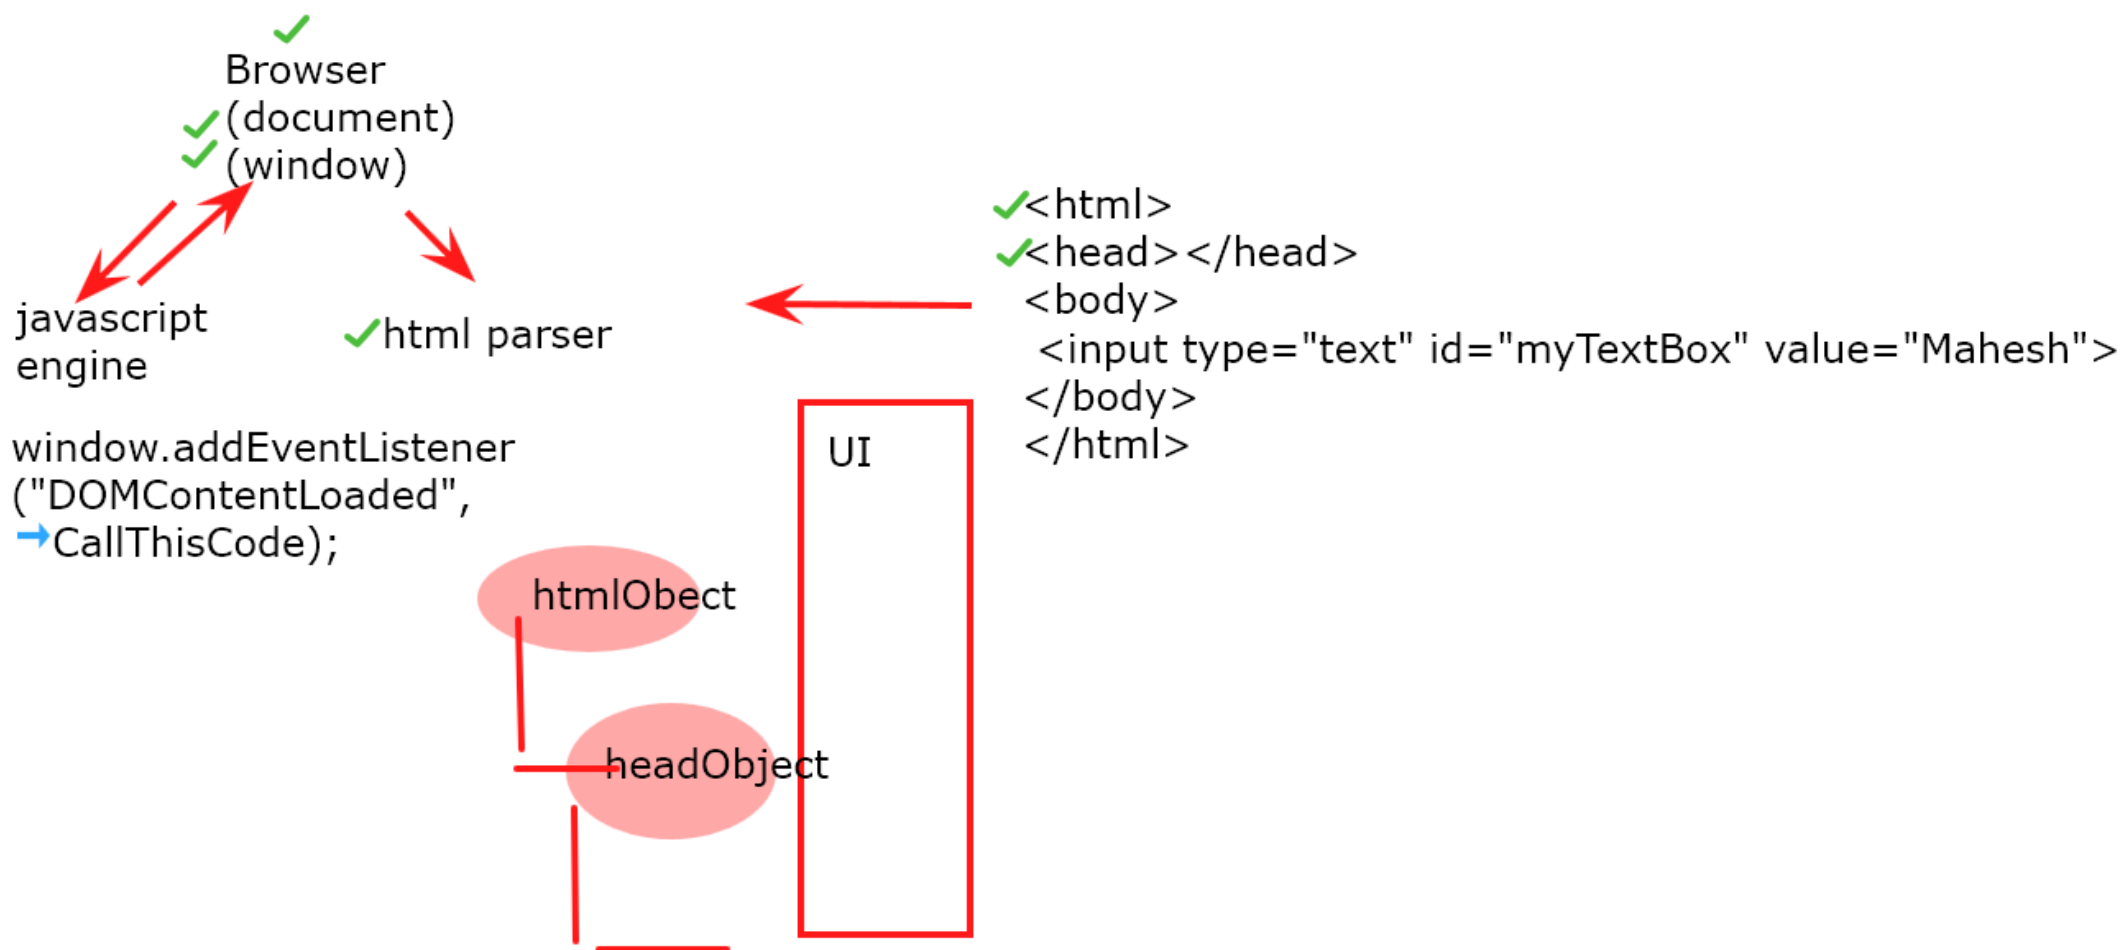 Browser
(document)
(window)
javascript
engine
html parser
window.addEventListener
("DOMContentLoaded",
CallThisCode);
htmlObect
headObject
UI
<html>
<head></head>
<body>
<input type="text" id="myTextBox" value="Mahesh">
</body>
</html>